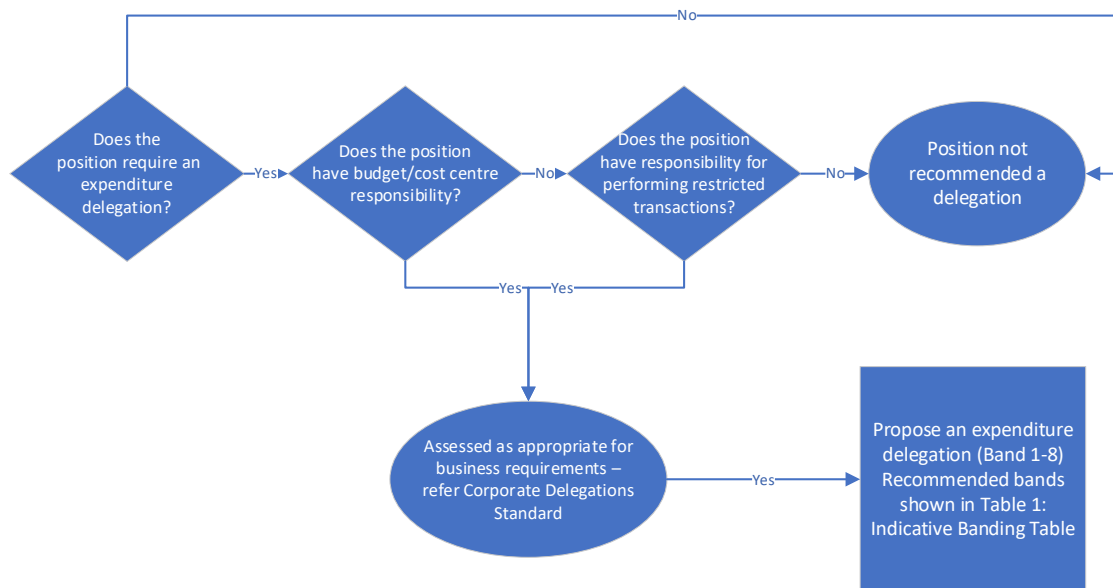 No
Does the
position require an
expenditure
delegation?
Yes
Does the position
have budget/cost centre
responsibility?
No
Does the position
have responsibility for
performing restricted
transactions?
No
Position not
recommended a
delegation
Yes
Yes
Assessed as appropriate for
business requirements –
refer Corporate Delegations
Standard
Yes
Propose an expenditure
delegation (Band 1-8)
Recommended bands
shown in Table 1:
Indicative Banding Table